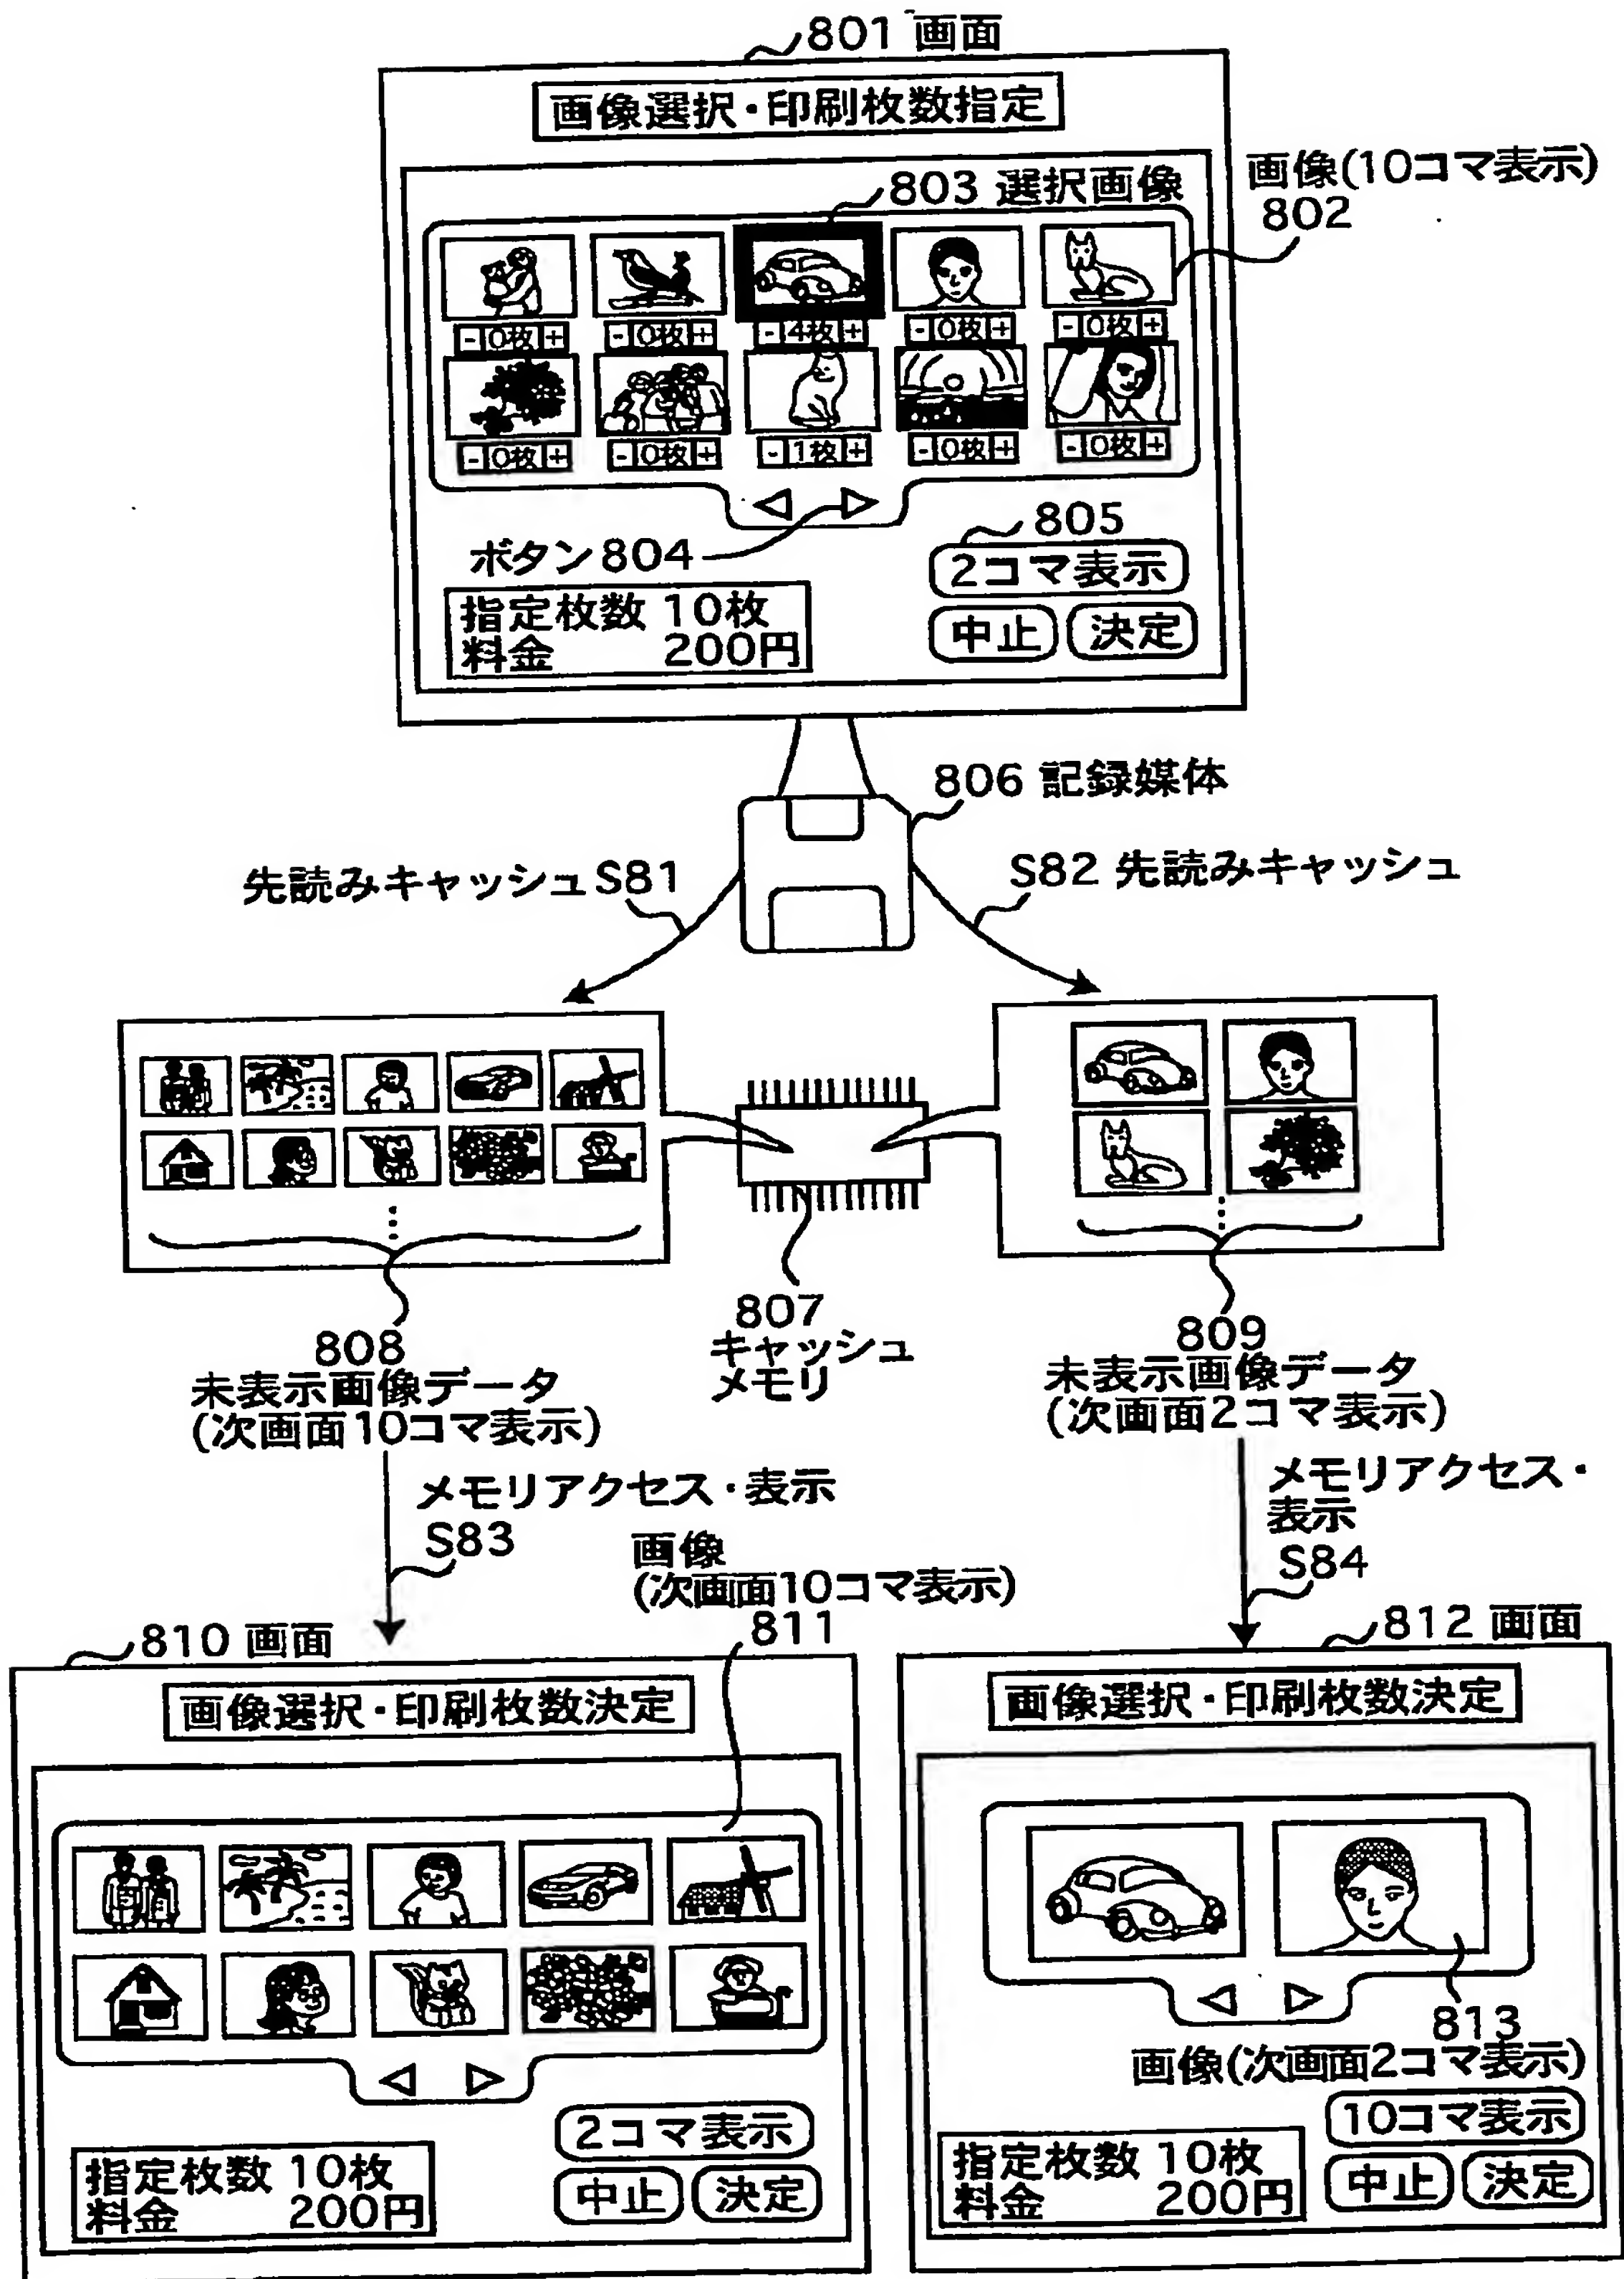 801 画面
画像選択・印刷枚数指定
画像(10コマ表示)
802
803 選択画像
-0枚+ -0枚+ -4枚+ -0枚+ -0枚+
-0枚+ -0枚+ -1枚+ -0枚+ -0枚+
◁ ▷
ボタン804
805
2コマ表示
指定枚数 10枚
料金 200円
中止 決定
806 記録媒体
先読みキャッシュS81
S82 先読みキャッシュ
807
キャッシュ
メモリ
808
未表示画像データ
(次画面10コマ表示)
809
未表示画像データ
(次画面2コマ表示)
メモリアクセス・表示
S83
メモリアクセス・
表示
S84
画像
(次画面10コマ表示)
811
810 画面
画像選択・印刷枚数決定
◁ ▷
2コマ表示
指定枚数 10枚
料金 200円
中止 決定
812 画面
画像選択・印刷枚数決定
◁ ▷
813
画像(次画面2コマ表示)
10コマ表示
指定枚数 10枚
料金 200円
中止 決定